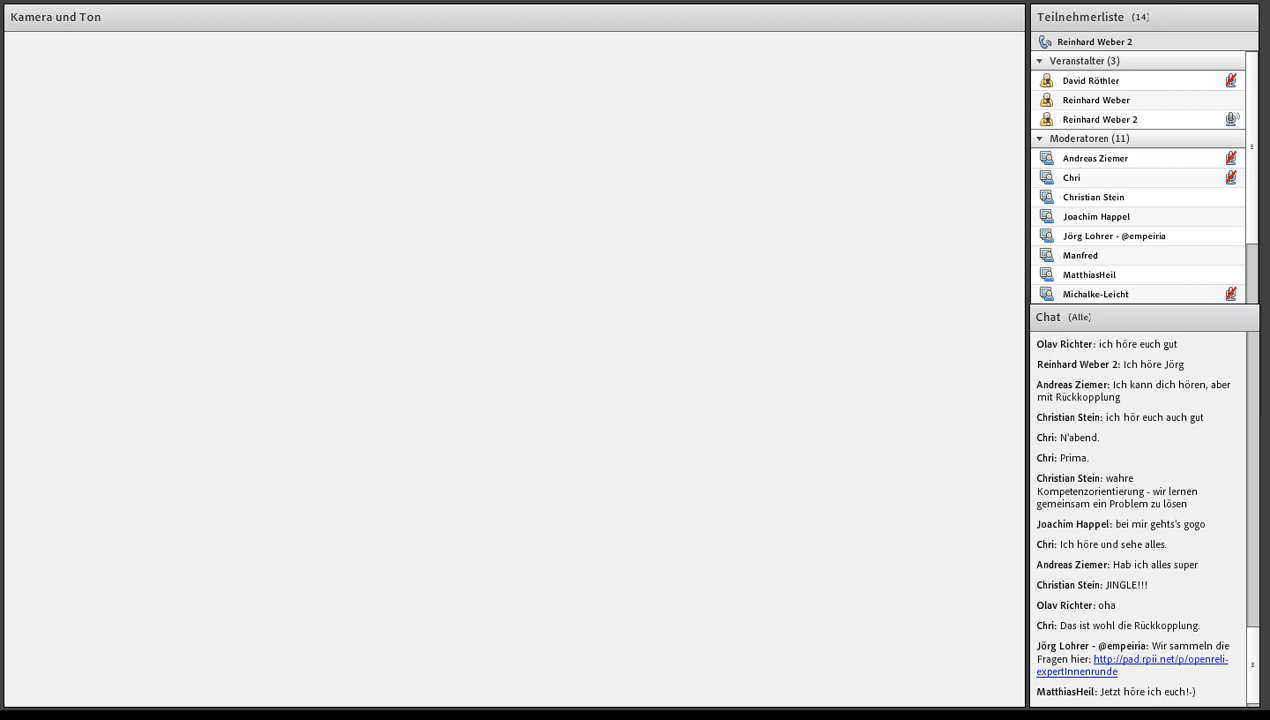 Kamera und Ton
Teilnehmerliste (14)
Reinhard Weber 2
Veranstalter (3)
David Röthler
Reinhard Weber
Reinhard Weber 2
Moderatoren (11)
Andreas Ziemer
Chri
Christian Stein
Joachim Happel
Jörg Lohrer - @empeiria
Manfred
MatthiasHeil
Michalke-Leicht
Chat (Alle)
Olav Richter: ich höre euch gut
Reinhard Weber 2: Ich höre Jörg
Andreas Ziemer: Ich kann dich hören, aber
mit Rückkopplung
Christian Stein: ich hör euch auch gut
Chri: N'abend.
Chri: Prima.
Christian Stein: wahre
Kompetenzorientierung - wir lernen
gemeinsam ein Problem zu lösen
Joachim Happel: bei mir gehts's gogo
Chri: Ich höre und sehe alles.
Andreas Ziemer: Hab ich alles super
Christian Stein: JINGLE!!!
Olav Richter: oha
Chri: Das ist wohl die Rückkopplung.
Jörg Lohrer - @empeiria: Wir sammeln die
Fragen hier: http://pad.rpii.net/p/openreli-
expertInnenrunde
MatthiasHeil: Jetzt höre ich euch!-)